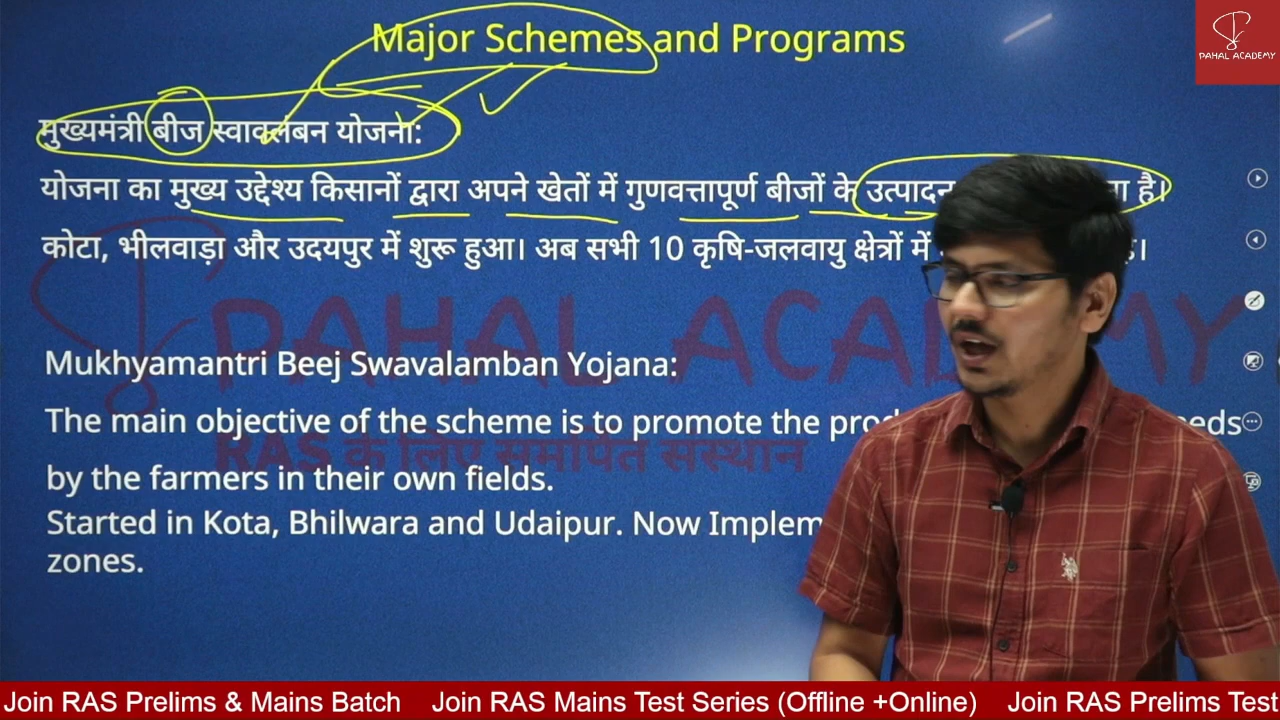 Major Schemes and Programs
PAHAL ACADEMY
मुख्यमंत्री बीज स्वावलंबन योजना:
योजना का मुख्य उद्देश्य किसानों द्वारा अपने खेतों में गुणवत्तापूर्ण बीजों के उत्पादन है।
कोटा, भीलवाड़ा और उदयपुर में शुरू हुआ। अब सभी 10 कृषि-जलवायु क्षेत्रों में
PAHAL ACADEMY
Mukhyamantri Beej Swavalamban Yojana:
The main objective of the scheme is to promote the
RAS के लिए समर्पित संस्थान
by the farmers in their own fields.
Started in Kota, Bhilwara and Udaipur. Now
zones.
Join RAS Prelims & Mains Batch Join RAS Mains Test Series (Offline +Online) Join RAS Prelims Test